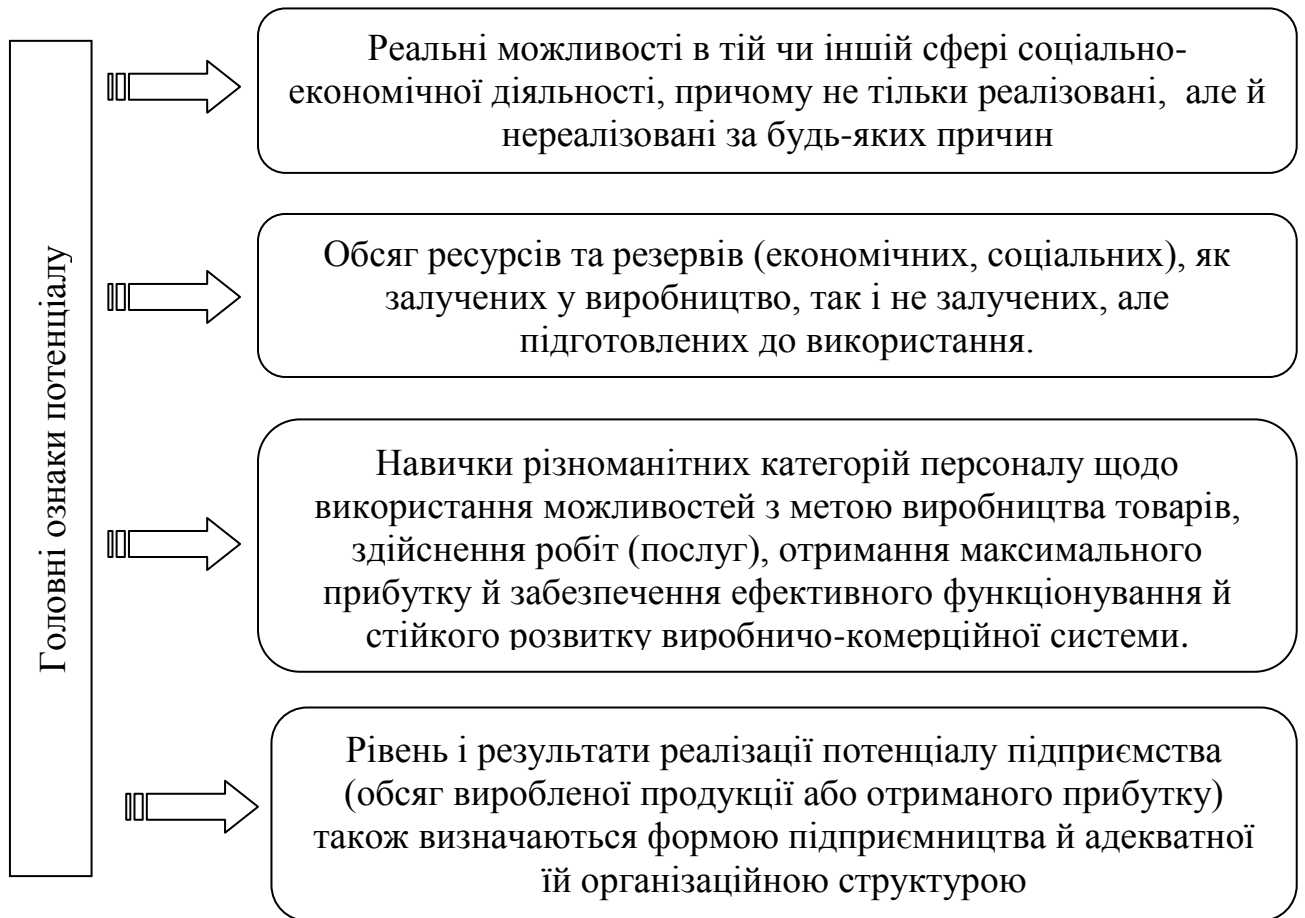 Головні ознаки потенціалу
Реальні можливості в тій чи іншій сфері соціально-
економічної діяльності, причому не тільки реалізовані, але й
нереалізовані за будь-яких причин
Обсяг ресурсів та резервів (економічних, соціальних), як
залучених у виробництво, так і не залучених, але
підготовлених до використання.
Навички різноманітних категорій персоналу щодо
використання можливостей з метою виробництва товарів,
здійснення робіт (послуг), отримання максимального
прибутку й забезпечення ефективного функціонування й
стійкого розвитку виробничо-комерційної системи.
Рівень і результати реалізації потенціалу підприємства
(обсяг виробленої продукції або отриманого прибутку)
також визначаються формою підприємництва й адекватної
їй організаційною структурою